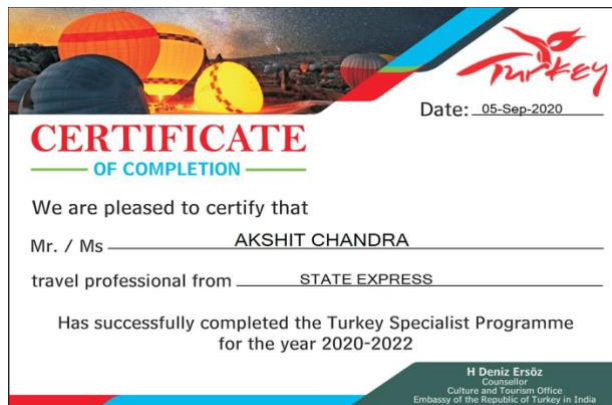 Turkey
Date: 05-Sep-2020
CERTIFICATE
OF COMPLETION
We are pleased to certify that
Mr. / Ms AKSHIT CHANDRA
travel professional from STATE EXPRESS
Has successfully completed the Turkey Specialist Programme
for the year 2020-2022
H Deniz Ersöz
Counsellor
Culture and Tourism Office
Embassy of the Republic of Turkey in India